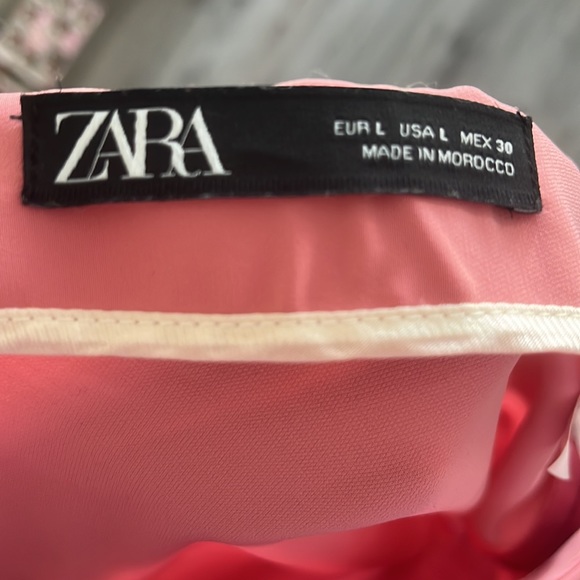 ZARA
EUR L USA L MEX 30
MADE IN MOROCCO